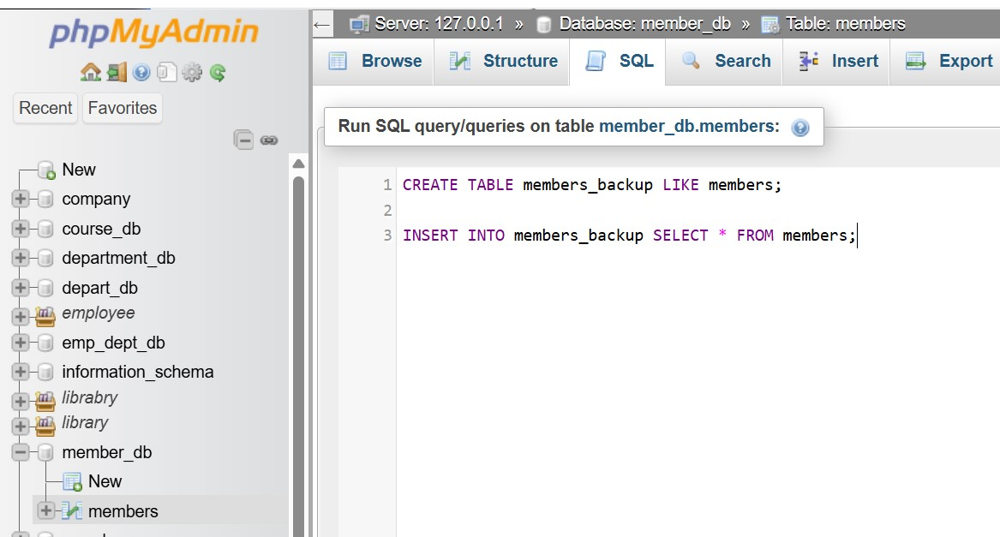 phpMyAdmin
Recent Favorites
New
company
course_db
department_db
depart_db
employee
emp_dept_db
information_schema
librabry
library
member_db
New
members
Server: 127.0.0.1 » Database: member_db » Table: members
Browse Structure SQL Search Insert Export
Run SQL query/queries on table member_db.members:
1 CREATE TABLE members_backup LIKE members;
2
3 INSERT INTO members_backup SELECT * FROM members;